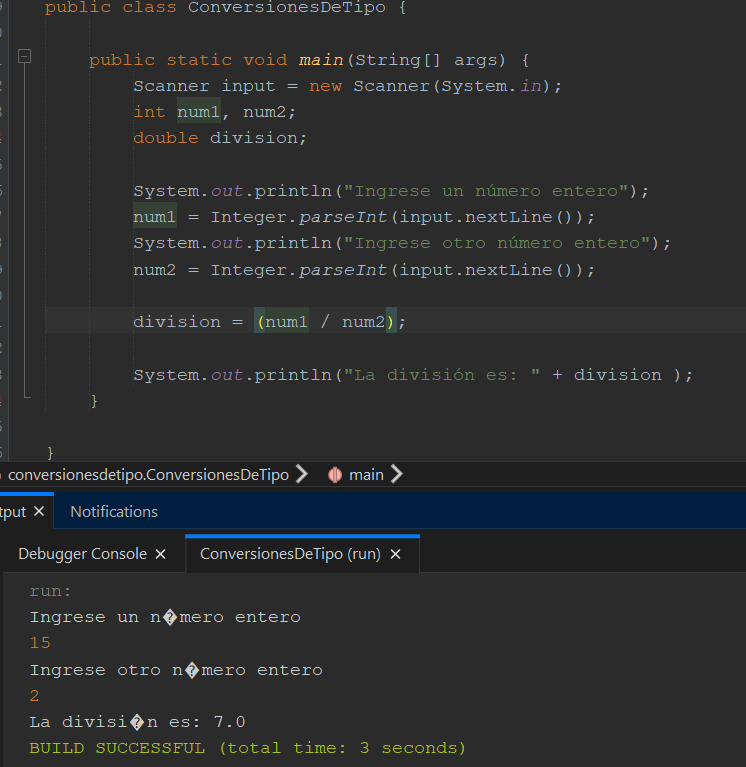 public class ConversionesDeTipo {
public static void main(String[] args) {
Scanner input = new Scanner(System.in);
int num1, num2;
double division;
System.out.println("Ingrese un número entero");
num1 = Integer.parseInt(input.nextLine());
System.out.println("Ingrese otro número entero");
num2 = Integer.parseInt(input.nextLine());
division = (num1 / num2);
System.out.println("La división es: " + division );
}
}
conversionesdetipo.ConversionesDeTipo > main >
tput × Notifications
Debugger Console × ConversionesDeTipo (run) ×
run:
Ingrese un n�mero entero
15
Ingrese otro n�mero entero
2
La divisi�n es: 7.0
BUILD SUCCESSFUL (total time: 3 seconds)